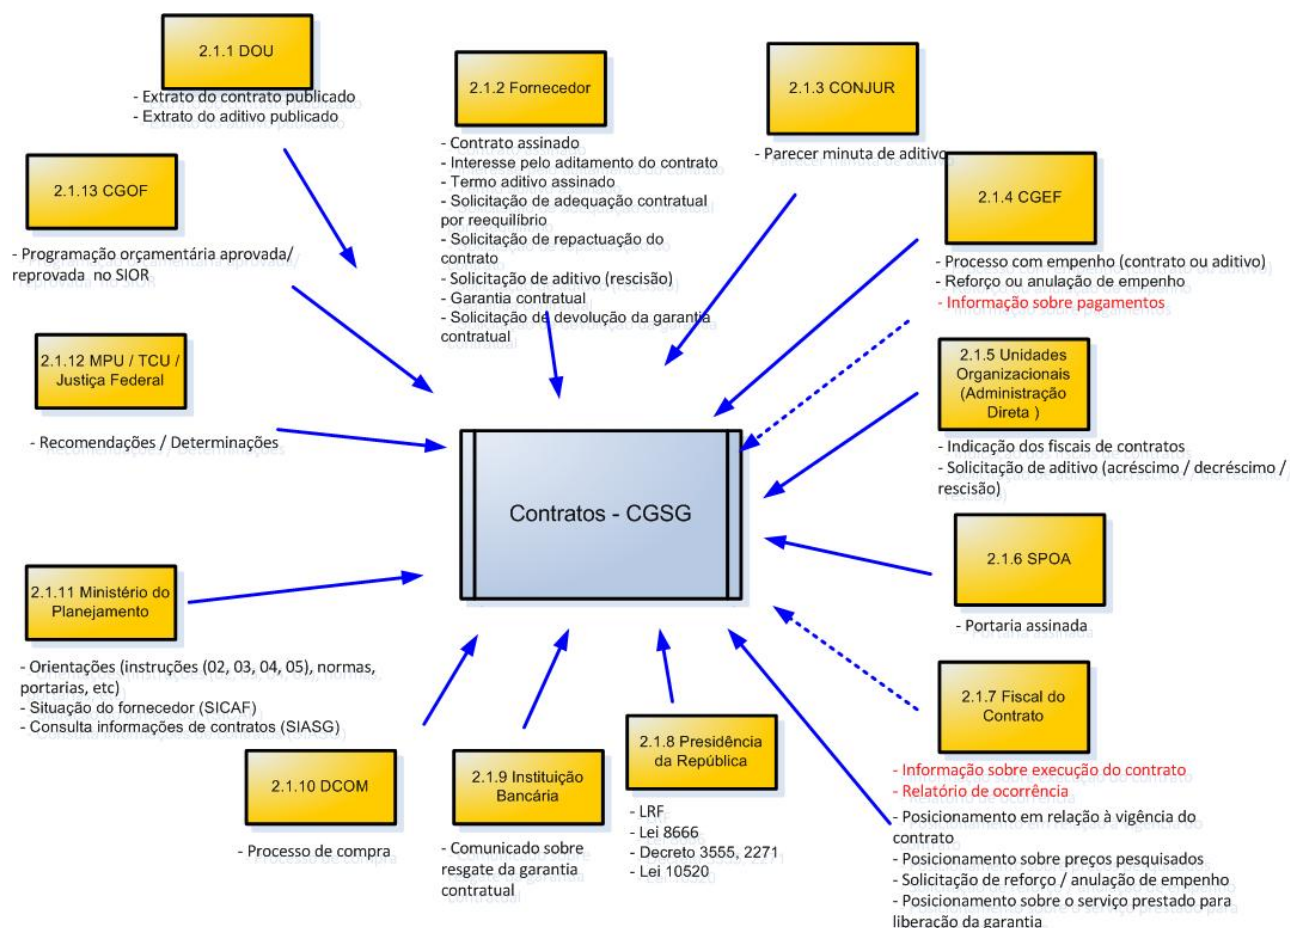 2.1.1 DOU
- Extrato do contrato publicado
- Extrato do aditivo publicado
2.1.2 Fornecedor
- Contrato assinado
- Interesse pelo aditamento do contrato
- Termo aditivo assinado
- Solicitação de adequação contratual
por reequilíbrio
- Solicitação de repactuação do
contrato
- Solicitação de aditivo (rescisão)
- Garantia contratual
- Solicitação de devolução da garantia
contratual
2.1.3 CONJUR
- Parecer minuta de aditivo
2.1.13 CGOF
- Programação orçamentária aprovada/
reprovada no SIOR
2.1.4 CGEF
- Processo com empenho (contrato ou aditivo)
- Reforço ou anulação de empenho
- Informação sobre pagamentos
2.1.12 MPU / TCU /
Justiça Federal
- Recomendações / Determinações
2.1.5 Unidades
Organizacionais
(Administração
Direta )
- Indicação dos fiscais de contratos
- Solicitação de aditivo (acréscimo / decréscimo /
rescisão)
Contratos - CGSG
2.1.6 SPOA
- Portaria assinada
2.1.11 Ministério do
Planejamento
- Orientações (instruções (02, 03, 04, 05), normas,
portarias, etc)
- Situação do fornecedor (SICAF)
- Consulta informações de contratos (SIASG)
2.1.7 Fiscal do
Contrato
- Informação sobre execução do contrato
- Relatório de ocorrência
- Posicionamento em relação à vigência do
contrato
- Posicionamento sobre preços pesquisados
- Solicitação de reforço / anulação de empenho
- Posicionamento sobre o serviço prestado para
liberação da garantia
2.1.10 DCOM
- Processo de compra
2.1.9 Instituição
Bancária
- Comunicado sobre
resgate da garantia
contratual
2.1.8 Presidência
da República
- LRF
- Lei 8666
- Decreto 3555, 2271
- Lei 10520